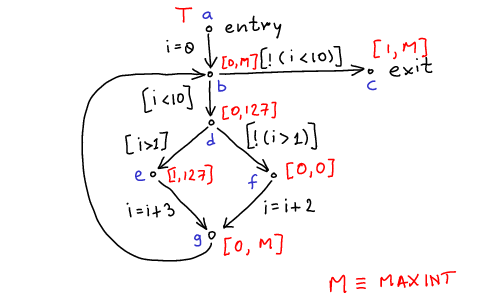 T a entry
i=0
[0,M] [!(i<10)] [1,M]
b c exit
[i<10] [0,127]
d
[i>1] [!(i>1)]
e [1,127] f [0,0]
i=i+3 i=i+2
g [0,M]
M ≡ MAXINT